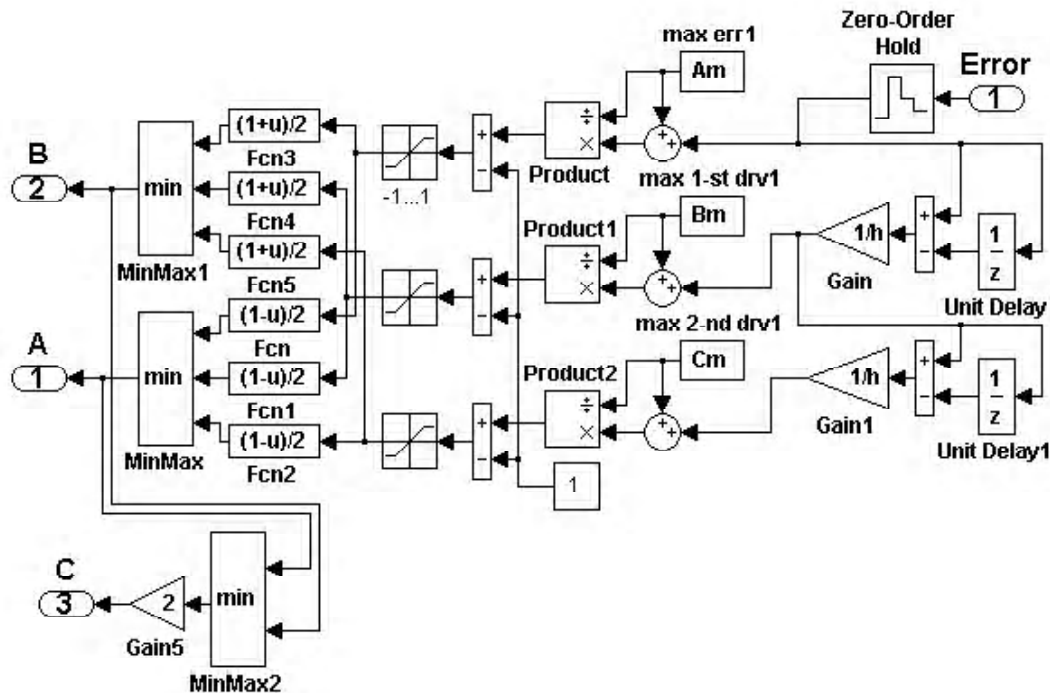 Zero-Order
Hold
Error
1
max err1
Am
÷
×
Product
+
+
+
−
-1...1
(1+u)/2
Fcn3
(1+u)/2
Fcn4
(1+u)/2
Fcn5
min
MinMax1
B
2
max 1-st drv1
Bm
Product1
÷
×
+
+
+
−
1/h
Gain
+
−
1
z
Unit Delay
(1-u)/2
Fcn
(1-u)/2
Fcn1
(1-u)/2
Fcn2
min
MinMax
A
1
max 2-nd drv1
Cm
Product2
÷
×
+
+
+
−
1
1/h
Gain1
+
−
1
z
Unit Delay1
C
3
2
Gain5
min
MinMax2